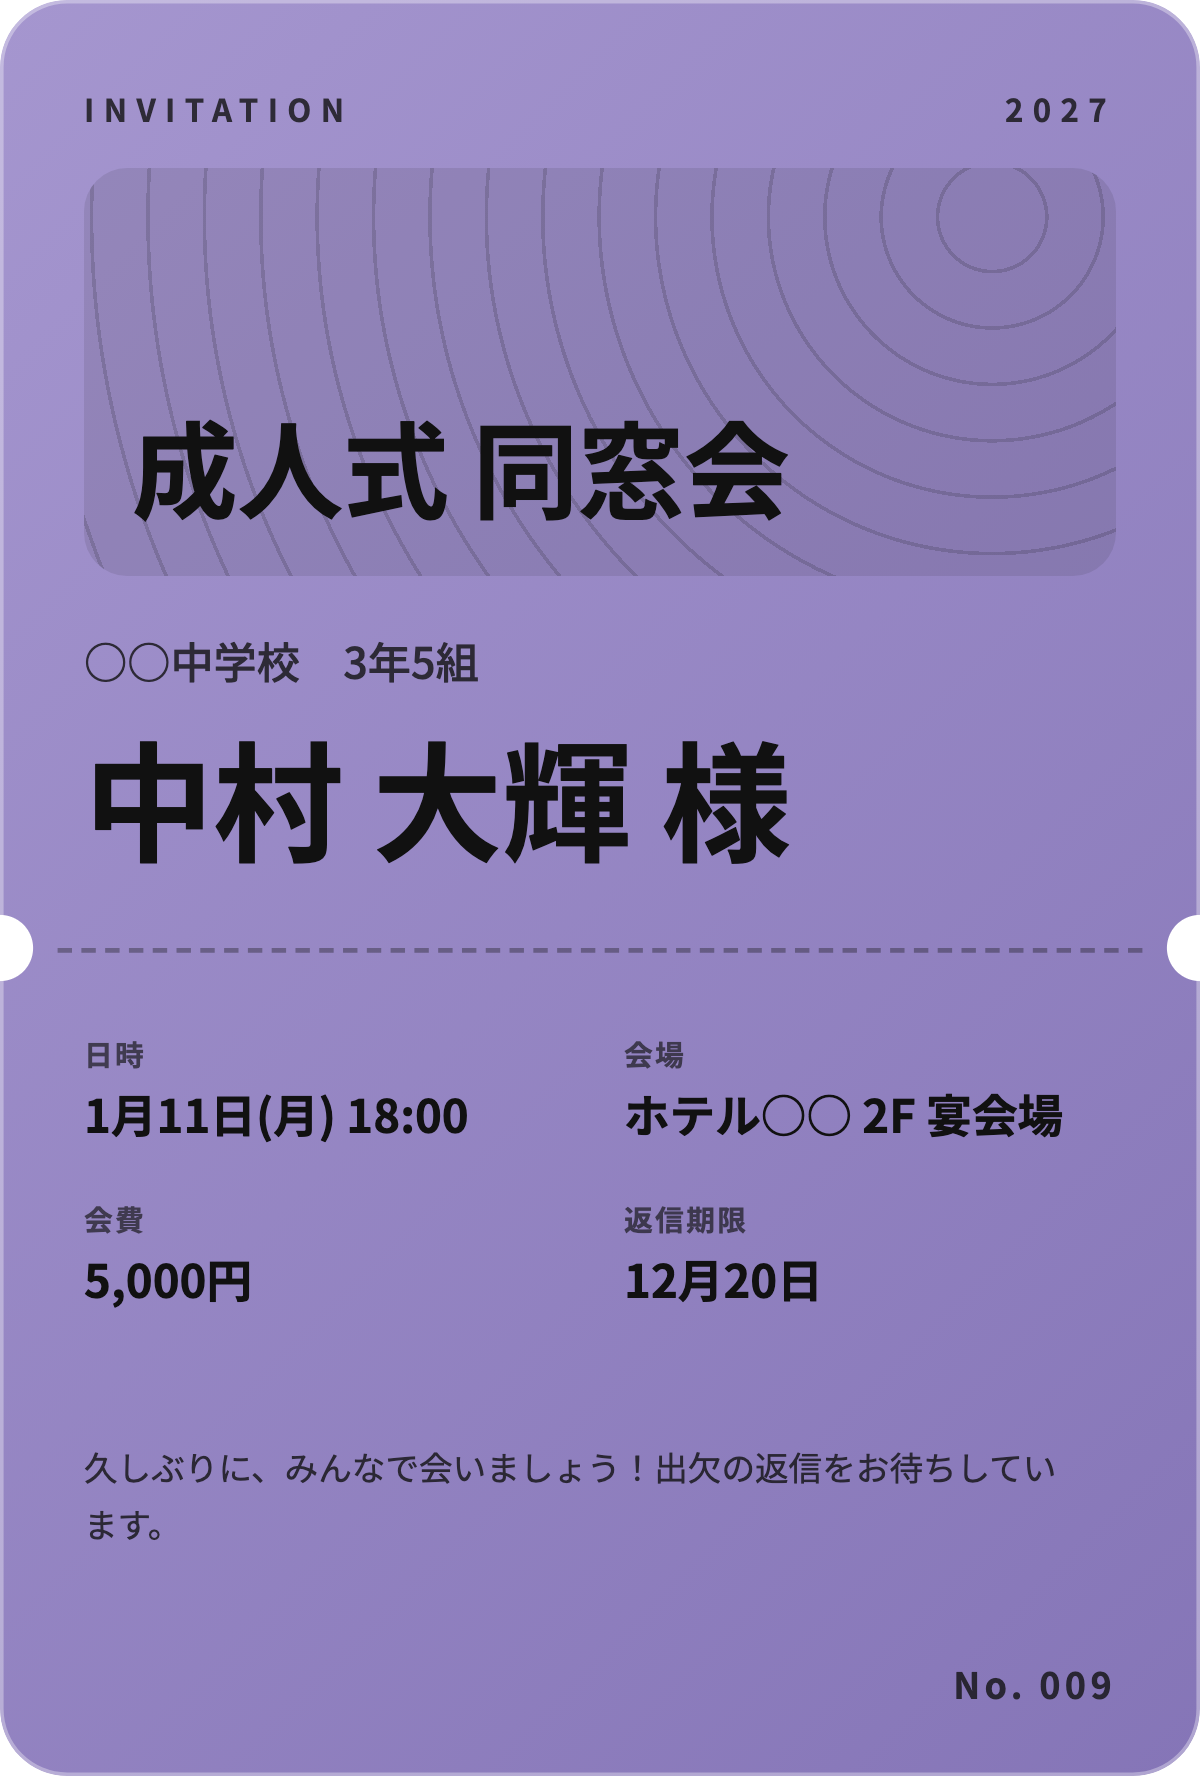 INVITATION
2027
成人式 同窓会
○○中学校　3年5組
中村 大輝 様
日時
1月11日(月) 18:00
会場
ホテル○○ 2F 宴会場
会費
5,000円
返信期限
12月20日
久しぶりに、みんなで会いましょう！出欠の返信をお待ちしてい
ます。
No. 009